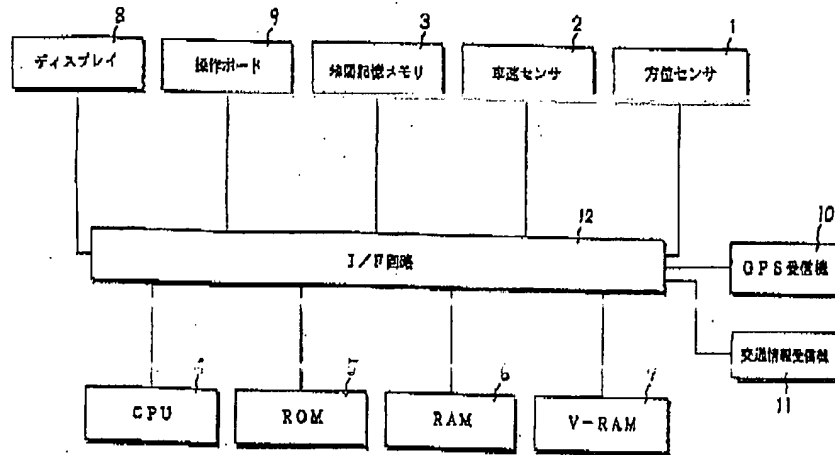 8
9
3
2
1
ディスプレイ
操作ボード
地図記憶メモリ
車速センサ
方位センサ
12
10
I/F回路
GPS受信機
交通情報受信機
11
5
6
7
CPU
ROM
RAM
V-RAM